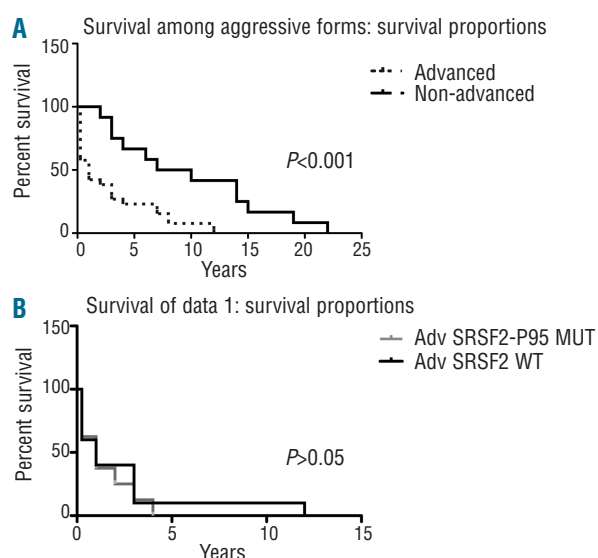 A Survival among aggressive forms: survival proportions
150
100
50
0
Percent survival
Advanced
Non-advanced
P<0.001
0 5 10 15 20 25
Years
B Survival of data 1: survival proportions
150
100
50
0
Percent survival
Adv SRSF2-P95 MUT
Adv SRSF2 WT
P>0.05
0 5 10 15
Years